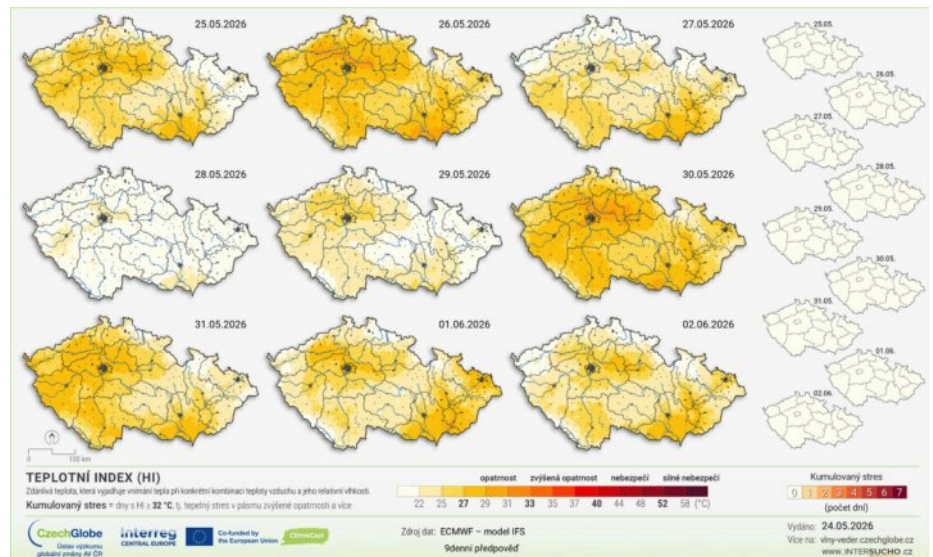 25.05.2026
26.05.2026
27.05.2026
28.05.2026
29.05.2026
30.05.2026
31.05.2026
01.06.2026
02.06.2026
25.05.
26.05.
27.05.
28.05.
29.05.
30.05.
31.05.
01.06.
02.06.
0 100 km
TEPLOTNÍ INDEX (HI)
Zdánlivá teplota, která vyjadřuje vnímání tepla při konkrétní kombinaci teploty vzduchu a jeho relativní vlhkosti.
Kumulovaný stres = dny s HI ≥ 32 °C, tj. tepelný stres v pásmu zvýšené opatrnosti a více
opatrnost zvýšená opatrnost nebezpečí silné nebezpečí
22 25 27 29 31 33 35 37 40 44 48 52 58 (°C)
Kumulovaný stres
0 1 2 3 4 5 6 7
(počet dní)
CzechGlobe
Ústav výzkumu
globální změny AV ČR
Interreg
CENTRAL EUROPE
Co-funded by
the European Union
Clim4Cast
Zdroj dat: ECMWF – model IFS
9denní předpověď
Vydáno: 24.05.2026
Více na: vlny-veder.czechglobe.cz
www.INTERSUCHO.cz